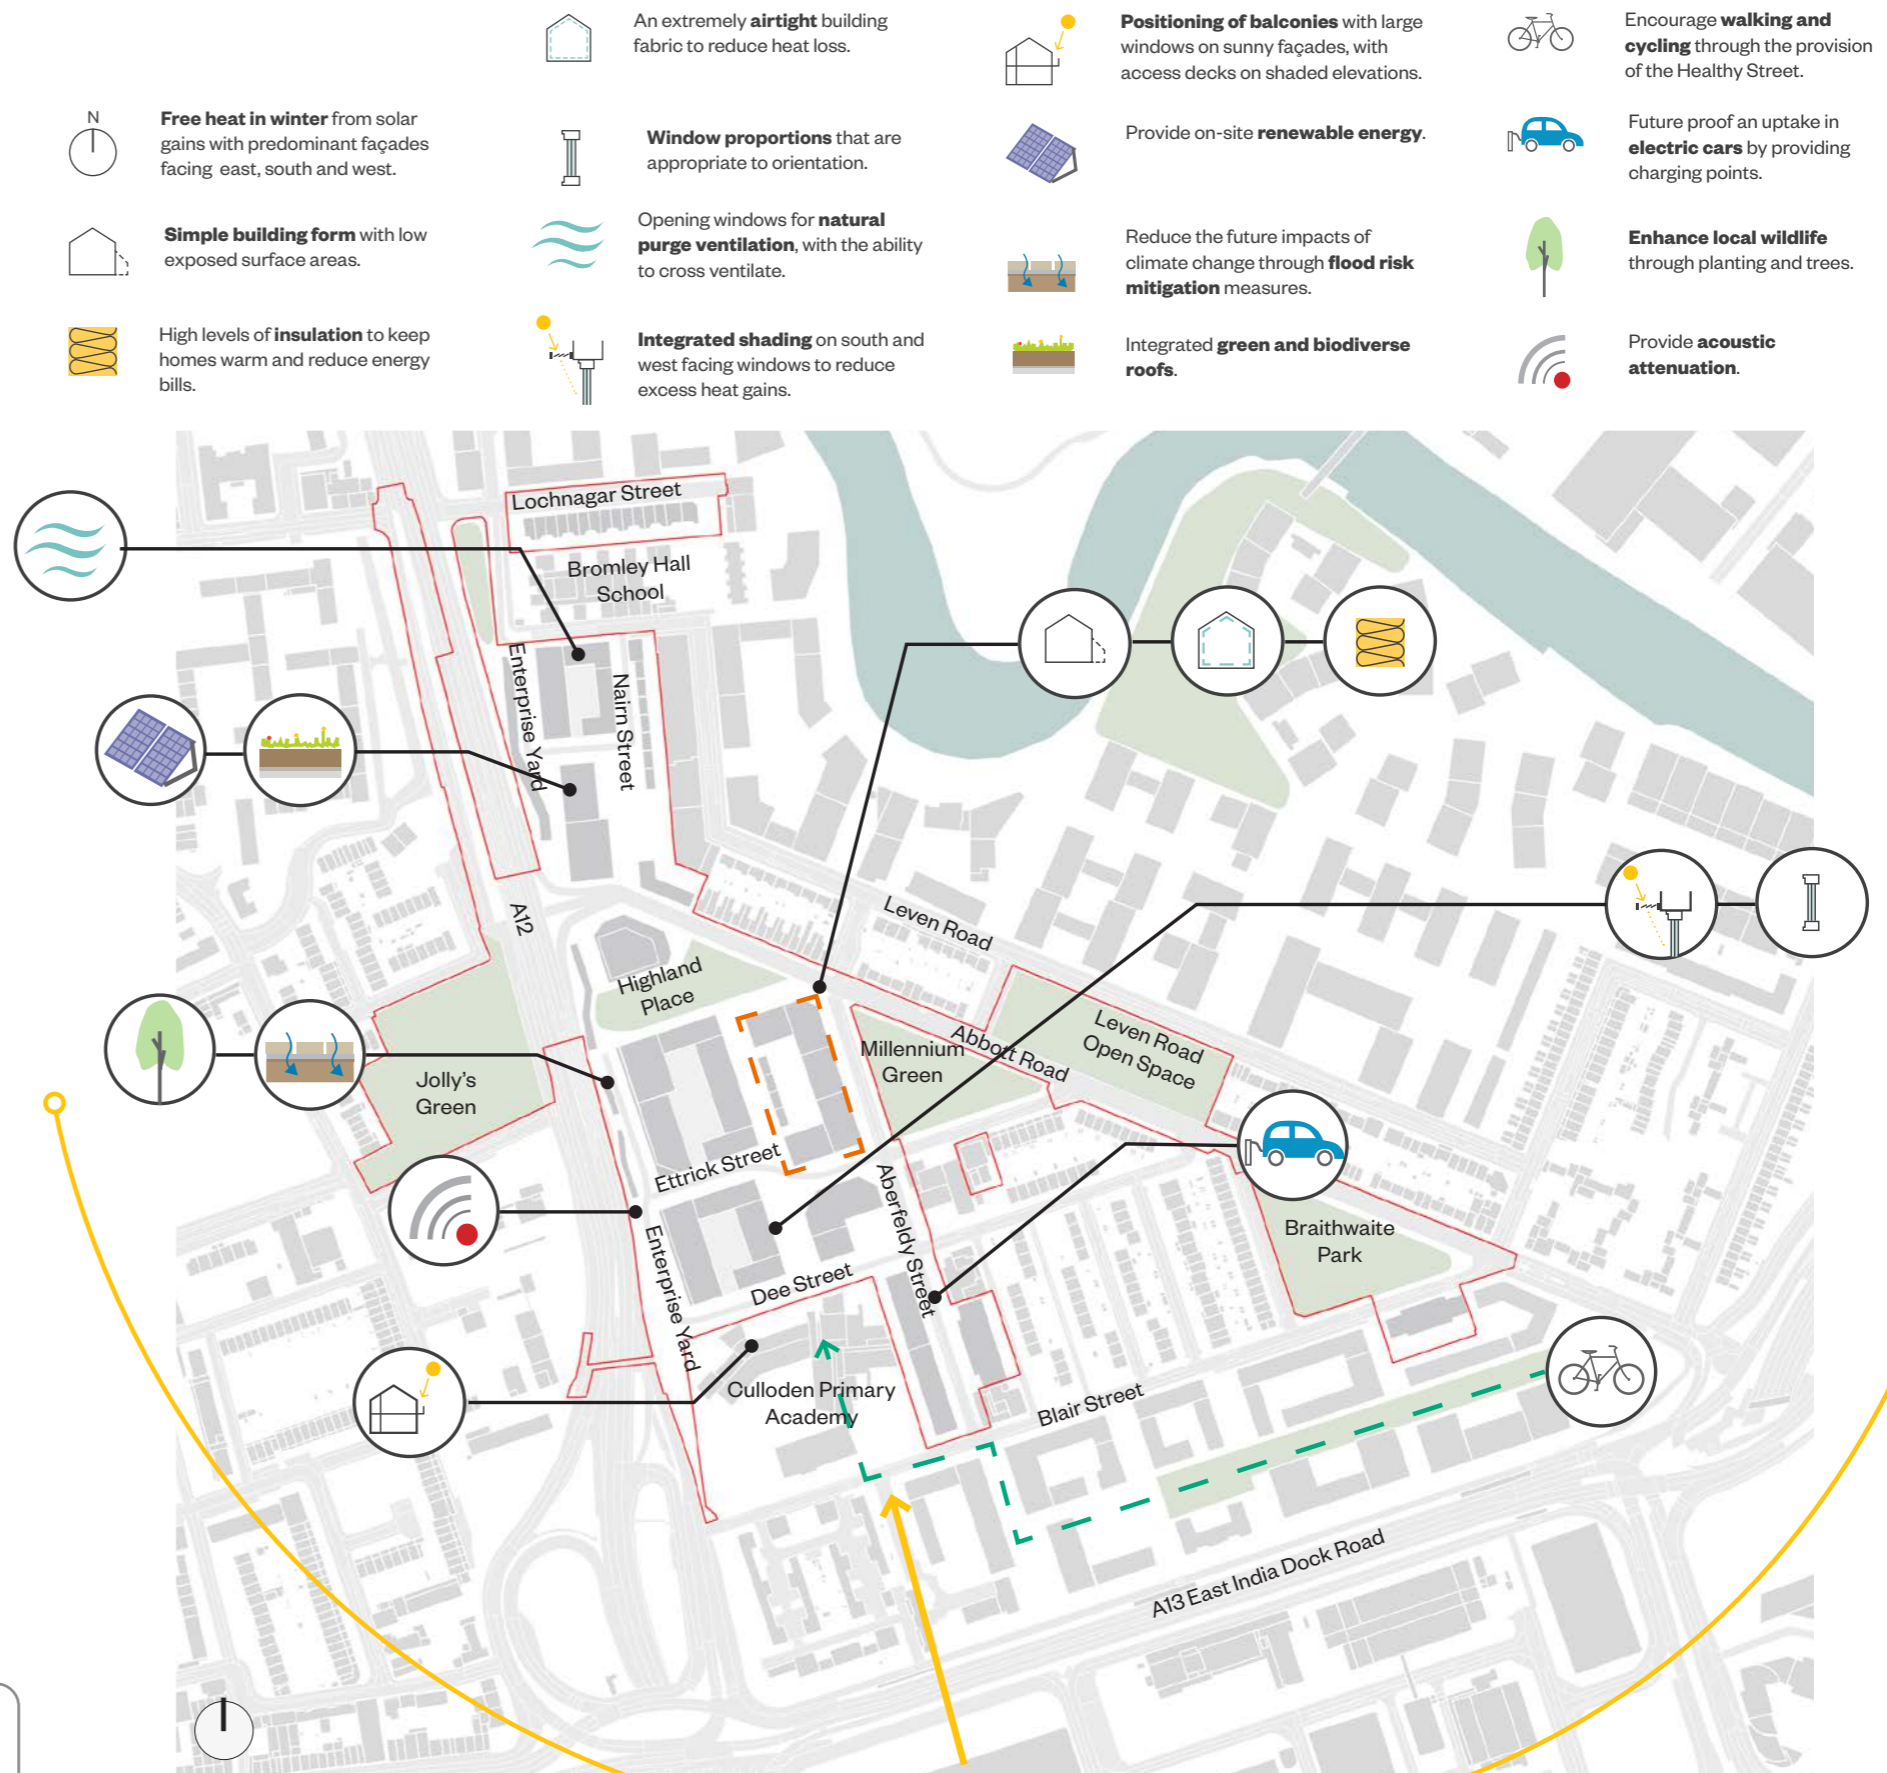 An extremely airtight building
fabric to reduce heat loss.
Positioning of balconies with large
windows on sunny façades, with
access decks on shaded elevations.
Encourage walking and
cycling through the provision
of the Healthy Street.
N
Free heat in winter from solar
gains with predominant façades
facing east, south and west.
Window proportions that are
appropriate to orientation.
Provide on-site renewable energy.
Future proof an uptake in
electric cars by providing
charging points.
Simple building form with low
exposed surface areas.
Opening windows for natural
purge ventilation, with the ability
to cross ventilate.
Reduce the future impacts of
climate change through flood risk
mitigation measures.
Enhance local wildlife
through planting and trees.
High levels of insulation to keep
homes warm and reduce energy
bills.
Integrated shading on south and
west facing windows to reduce
excess heat gains.
Integrated green and biodiverse
roofs.
Provide acoustic
attenuation.
Lochnagar Street
Bromley Hall
School
Enterprise Yard
Nairn Street
A12
Leven Road
Highland
Place
Leven Road
Open Space
Abbott Road
Millennium
Green
Jolly's
Green
Ettrick Street
Aberfeldy Street
Braithwaite
Park
Enterprise Yard
Dee Street
Culloden Primary
Academy
Blair Street
A13 East India Dock Road